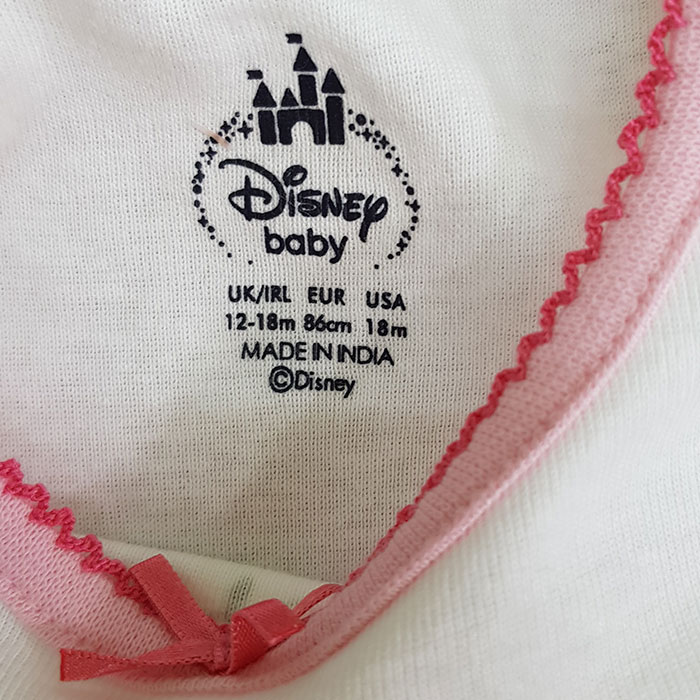 Disney
baby
UK/IRL EUR USA
12-18m 86cm 18m
MADE IN INDIA
©Disney